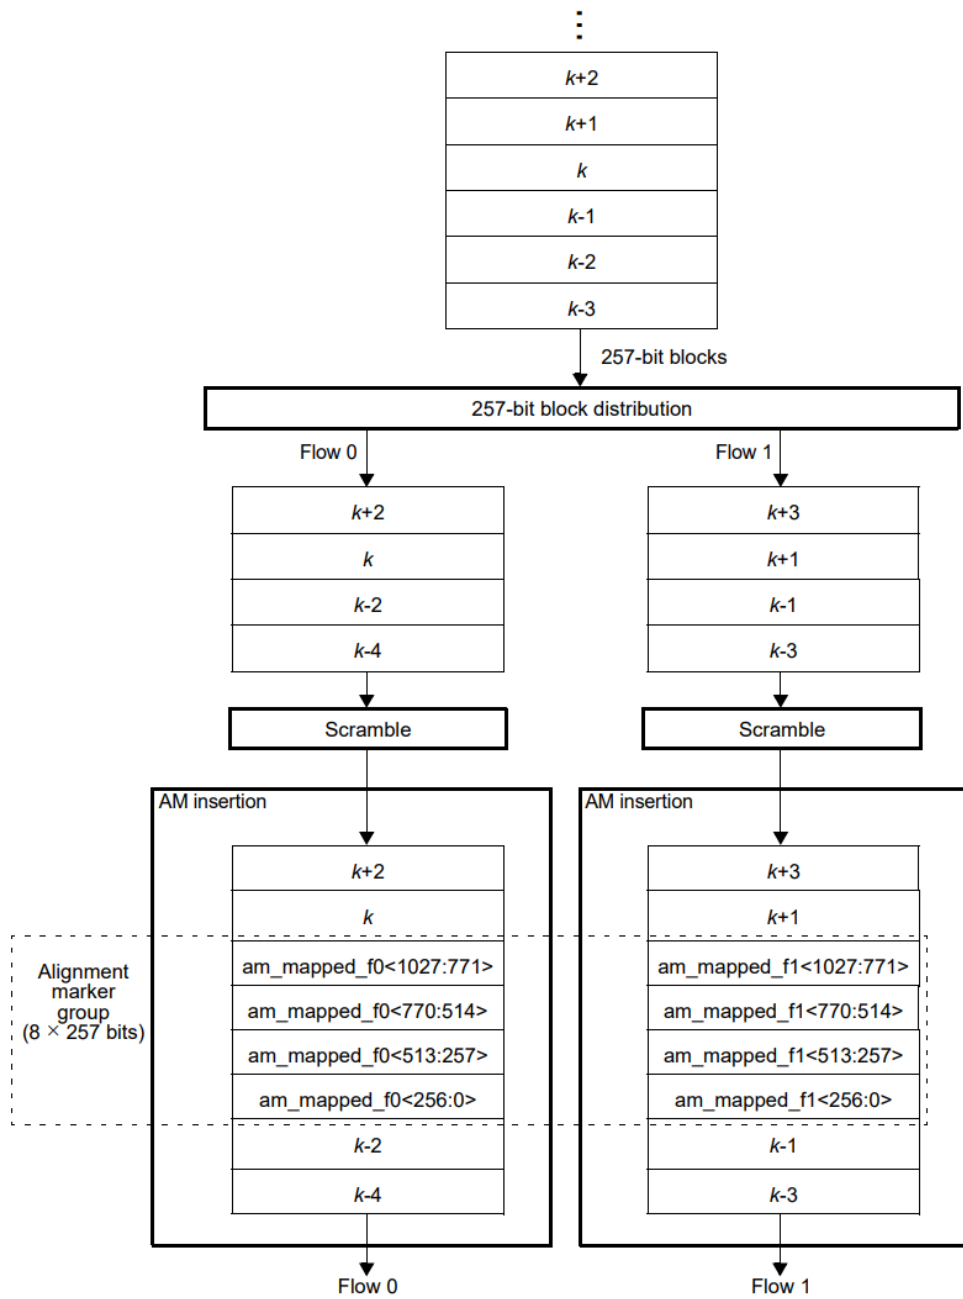 k+2
k+1
k
k-1
k-2
k-3
257-bit blocks
257-bit block distribution
Flow 0
Flow 1
k+2
k
k-2
k-4
k+3
k+1
k-1
k-3
Scramble
Scramble
AM insertion
AM insertion
k+2
k
am_mapped_f0<1027:771>
am_mapped_f0<770:514>
am_mapped_f0<513:257>
am_mapped_f0<256:0>
k-2
k-4
k+3
k+1
am_mapped_f1<1027:771>
am_mapped_f1<770:514>
am_mapped_f1<513:257>
am_mapped_f1<256:0>
k-1
k-3
Alignment
marker
group
(8 × 257 bits)
Flow 0
Flow 1